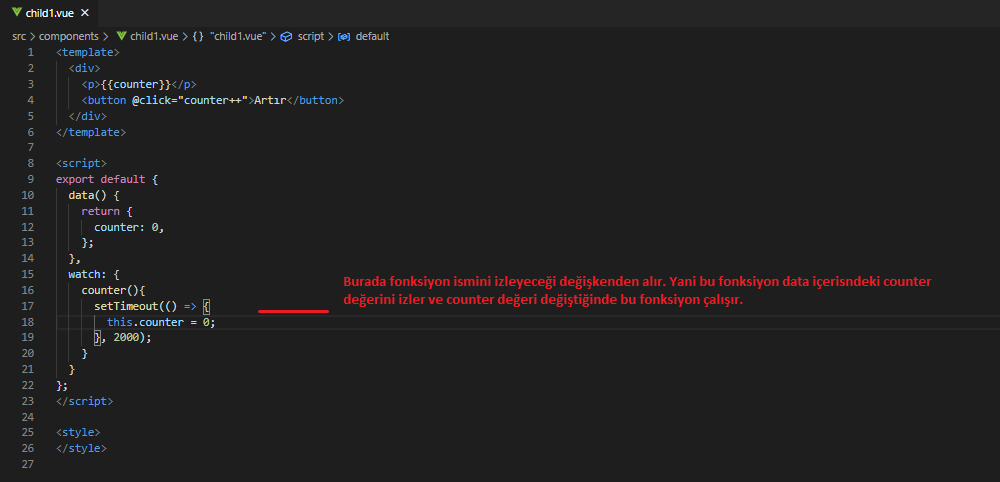 child1.vue ×
src > components > child1.vue > {} "child1.vue" > script > default
1 <template>
2 <div>
3 <p>{{counter}}</p>
4 <button @click="counter++">Artır</button>
5 </div>
6 </template>
7
8 <script>
9 export default {
10 data() {
11 return {
12 counter: 0,
13 };
14 },
15 watch: {
16 counter(){
17 setTimeout(() => {
18 this.counter = 0;
19 }, 2000);
20 }
21 }
22 };
23 </script>
24
25 <style>
26 </style>
27
Burada fonksiyon ismini izleyeceği değişkenden alır. Yani bu fonksiyon data içerisndeki counter
değerini izler ve counter değeri değiştiğinde bu fonksiyon çalışır.